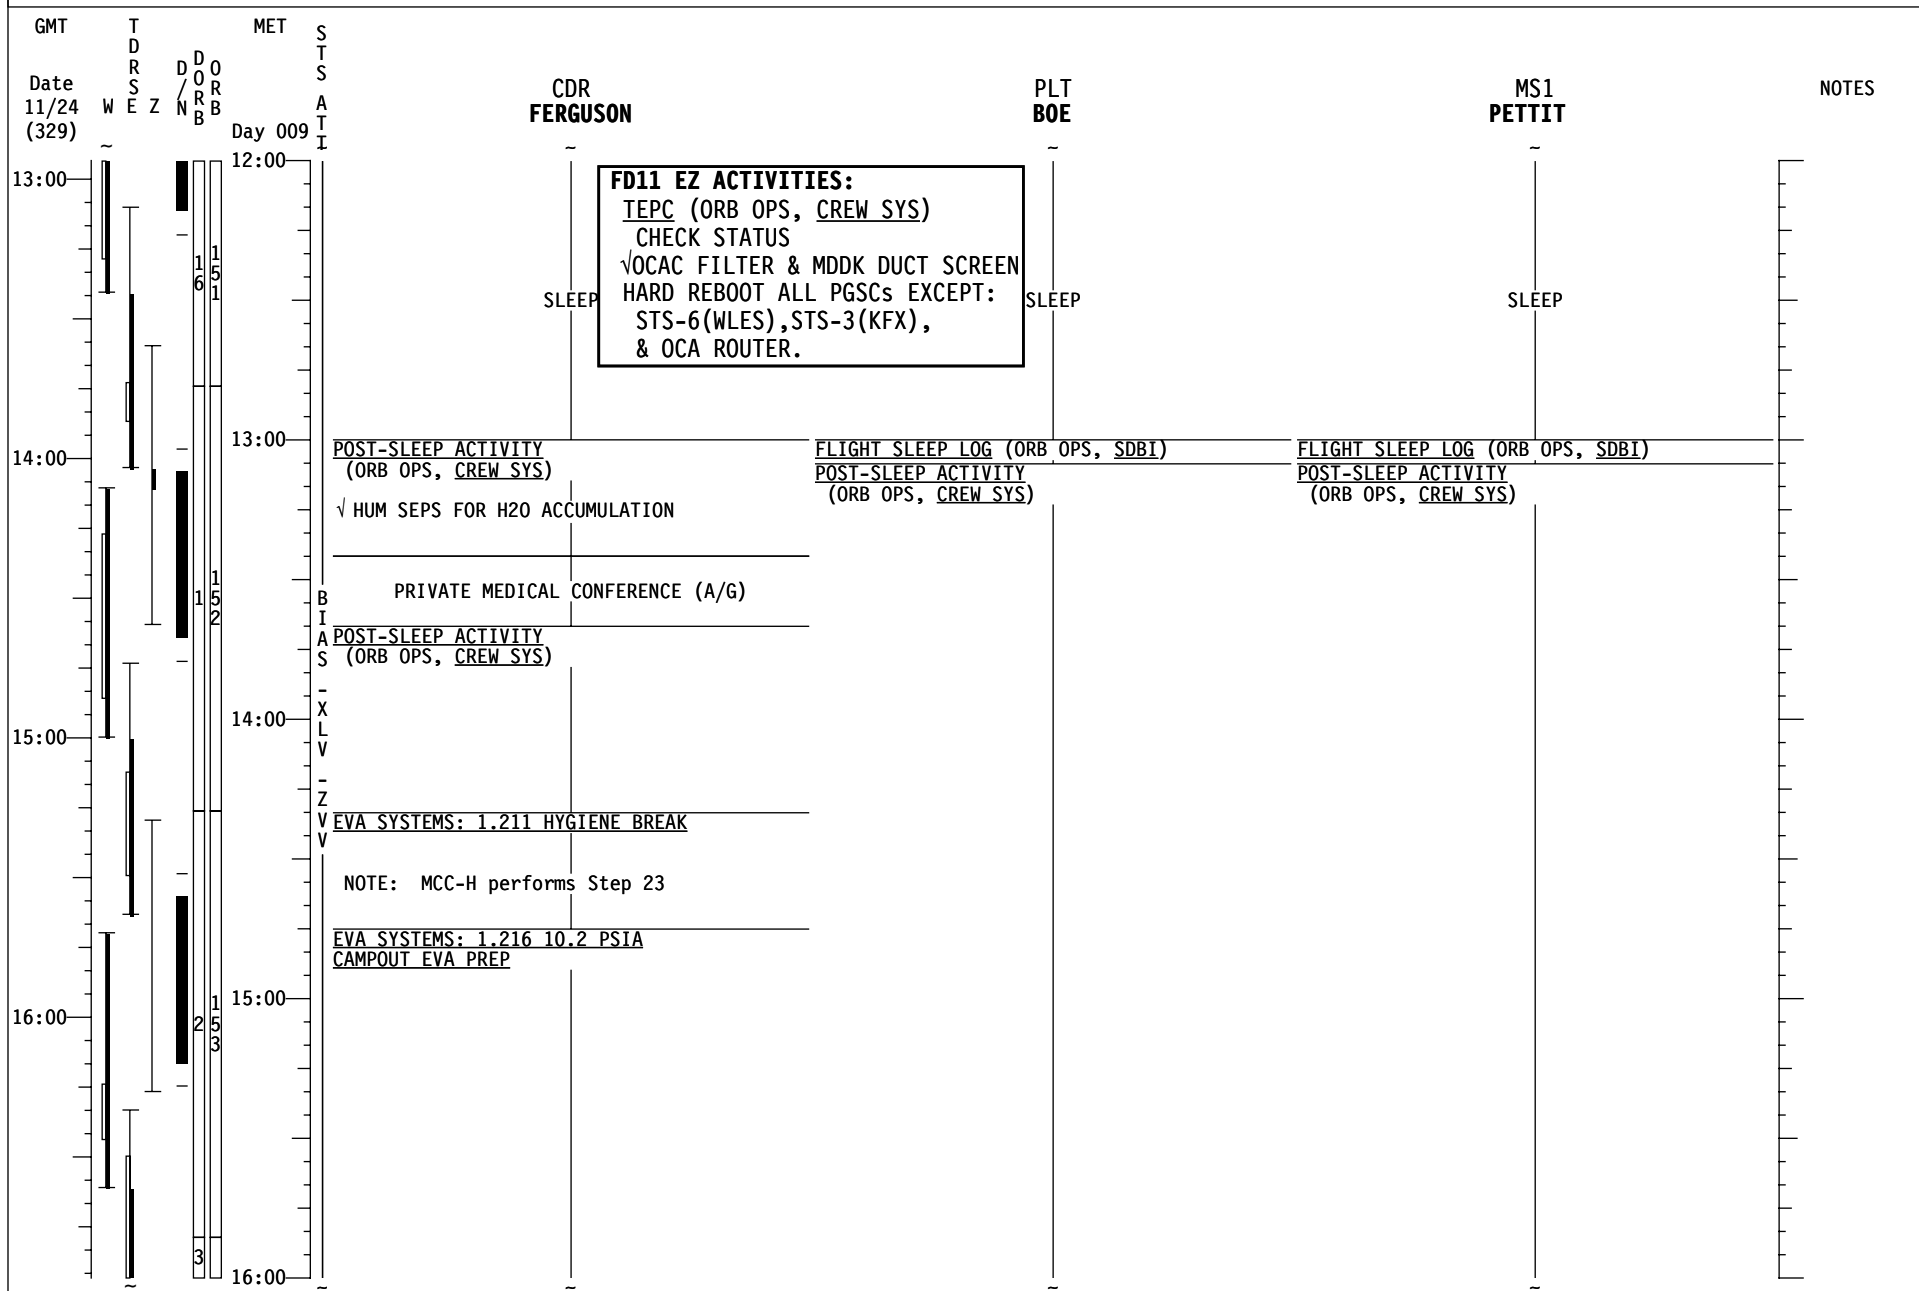 GMT
TDRS
MET
STS ATT
Date
11/24
(329)
W E Z
D/N
DORB
ORB
Day 009
CDR
FERGUSON
PLT
BOE
MS1
PETTIT
NOTES
~
~
~
~
12:00
13:00
FD11 EZ ACTIVITIES:
TEPC (ORB OPS, CREW SYS)
CHECK STATUS
√OCAC FILTER & MDDK DUCT SCREEN
HARD REBOOT ALL PGSCs EXCEPT:
STS-6(WLES),STS-3(KFX),
& OCA ROUTER.
16
151
SLEEP
SLEEP
SLEEP
13:00
14:00
POST-SLEEP ACTIVITY
(ORB OPS, CREW SYS)
√ HUM SEPS FOR H2O ACCUMULATION
FLIGHT SLEEP LOG (ORB OPS, SDBI)
POST-SLEEP ACTIVITY
(ORB OPS, CREW SYS)
FLIGHT SLEEP LOG (ORB OPS, SDBI)
POST-SLEEP ACTIVITY
(ORB OPS, CREW SYS)
1
152
BIAS -XLV -ZVV
PRIVATE MEDICAL CONFERENCE (A/G)
POST-SLEEP ACTIVITY
(ORB OPS, CREW SYS)
14:00
15:00
EVA SYSTEMS: 1.211 HYGIENE BREAK
NOTE: MCC-H performs Step 23
EVA SYSTEMS: 1.216 10.2 PSIA
CAMPOUT EVA PREP
15:00
16:00
2
153
3
16:00
~
~
~
~
~